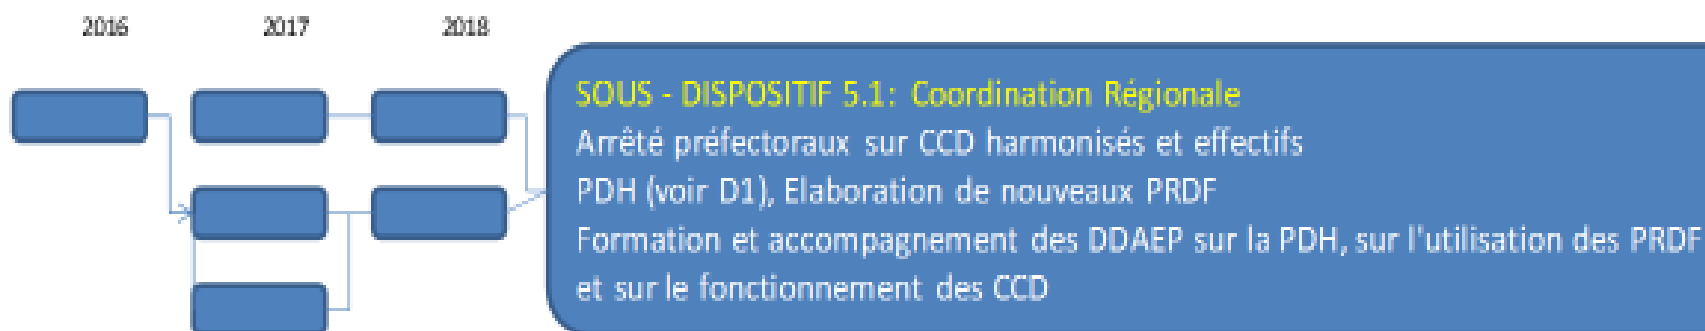 2016 2017 2018
SOUS - DISPOSITIF 5.1: Coordination Régionale
Arrêté préfectoraux sur CCD harmonisés et effectifs
PDH (voir D1), Elaboration de nouveaux PRDF
Formation et accompagnement des DDAEP sur la PDH, sur l'utilisation des PRDF
et sur le fonctionnement des CCD